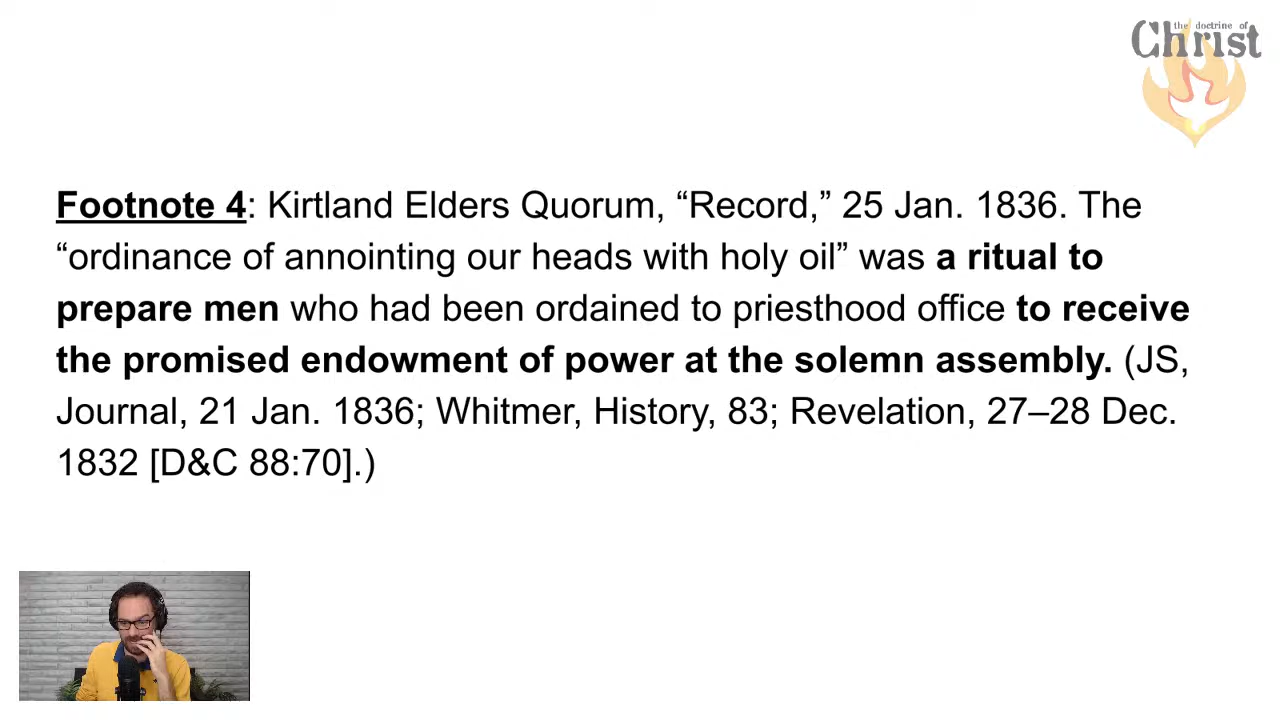 the doctrine of
Christ
Footnote 4: Kirtland Elders Quorum, “Record,” 25 Jan. 1836. The
“ordinance of annointing our heads with holy oil” was a ritual to
prepare men who had been ordained to priesthood office to receive
the promised endowment of power at the solemn assembly. (JS,
Journal, 21 Jan. 1836; Whitmer, History, 83; Revelation, 27–28 Dec.
1832 [D&C 88:70].)